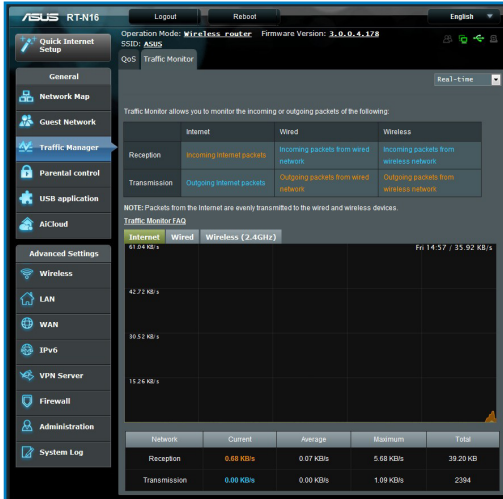 ASUS RT-N16
Logout
Reboot
English
Quick Internet
Setup
General
Network Map
Guest Network
Traffic Manager
Parental control
USB application
AiCloud
Advanced Settings
Wireless
LAN
WAN
IPv6
VPN Server
Firewall
Administration
System Log
Operation Mode: Wireless router Firmware Version: 3.0.0.4.178
SSID: ASUS
QoS Traffic Monitor
Real-time
Traffic Monitor allows you to monitor the incoming or outgoing packets of the following:
Internet Wired Wireless
Reception Incoming Internet packets Incoming packets from wired network Incoming packets from wireless network
Transmission Outgoing Internet packets Outgoing packets from wired network Outgoing packets from wireless network
NOTE: Packets from the Internet are evenly transmitted to the wired and wireless devices.
Traffic Monitor FAQ
Internet Wired Wireless (2.4GHz)
61.04 KB/s Fri 14:57 / 35.92 KB/s
42.72 KB/s
30.52 KB/s
15.26 KB/s
Network Current Average Maximum Total
Reception 0.68 KB/s 0.07 KB/s 5.68 KB/s 39.20 KB
Transmission 0.00 KB/s 0.00 KB/s 1.09 KB/s 2394